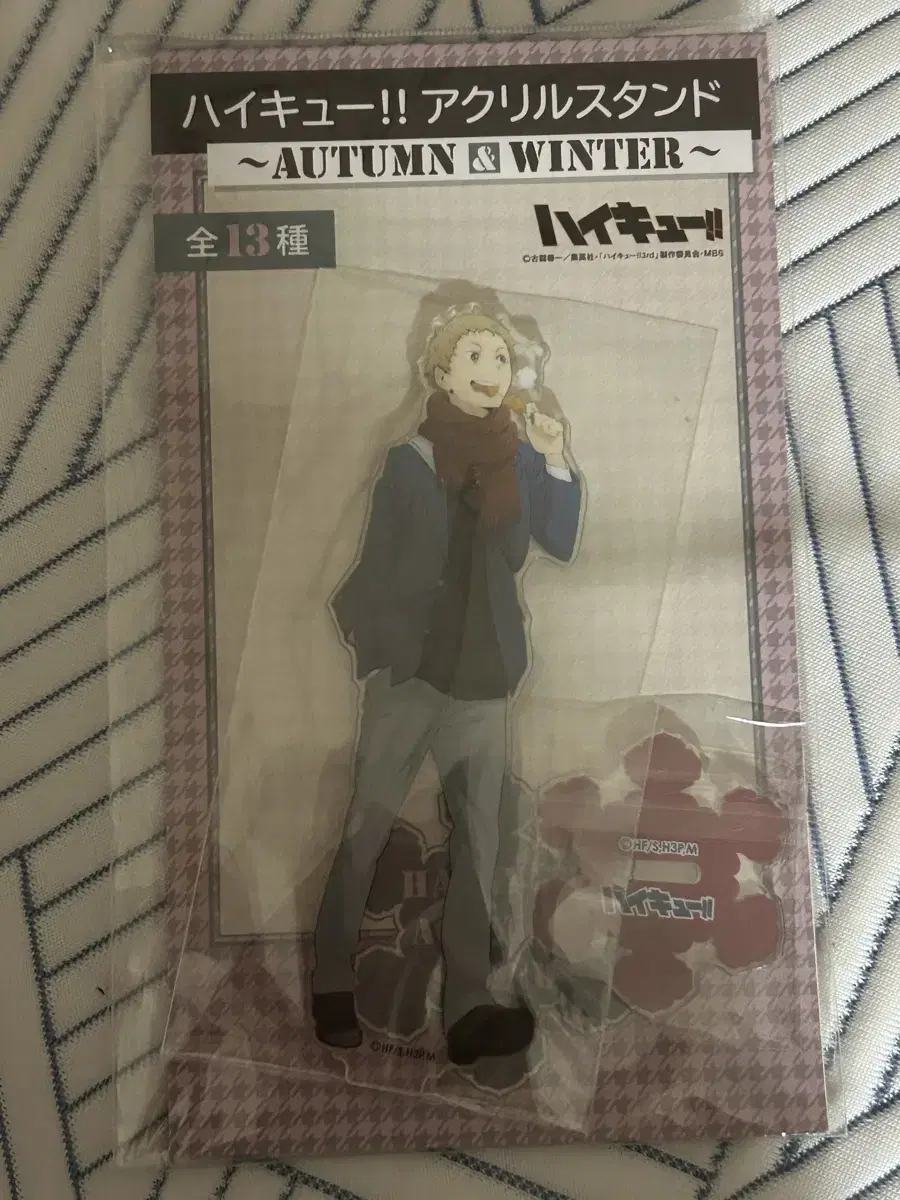 ハイキュー!! アクリルスタンド
~AUTUMN & WINTER~
全13種
ハイキュー!!
©古舘春一/集英社・「ハイキュー!!3rd」製作委員会・MBS
©HF/S,H3P,M
ハイキュー!!
HA
A
©HF/S,H3P,M